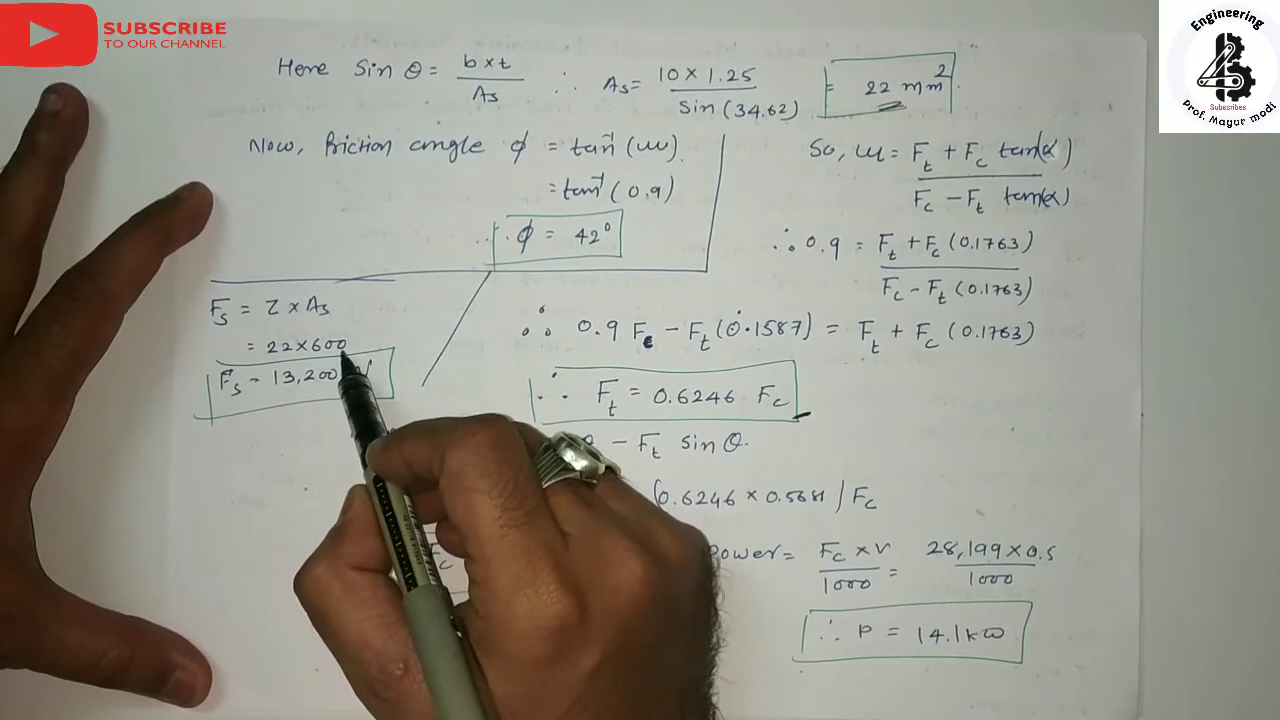 SUBSCRIBE
TO OUR CHANNEL
Engineering
Subscribes
Prof. Mayur modi
Here Sin θ = b×t / As ∴ As = 10 × 1.25 / Sin (34.62) = 22 mm²
Now, Friction angle φ = tan⁻¹ (μ)
= tan⁻¹ (0.9)
∴ φ = 42°
So, μ = Ft + Fc tan(α) / Fc − Ft tan(α)
∴ 0.9 = Ft + Fc (0.1763) / Fc − Ft (0.1763)
Fs = τ × As
= 22×600
Fs = 13,200
∴ 0.9 Fc − Ft (0.1587) = Ft + Fc (0.1763)
∴ Ft = 0.6246 Fc
− Ft sin θ.
(0.6246 × 0.5681) Fc
Power = Fc × V / 1000 = 28,199 × 0.5 / 1000
Fc
∴ P = 14.1 kW